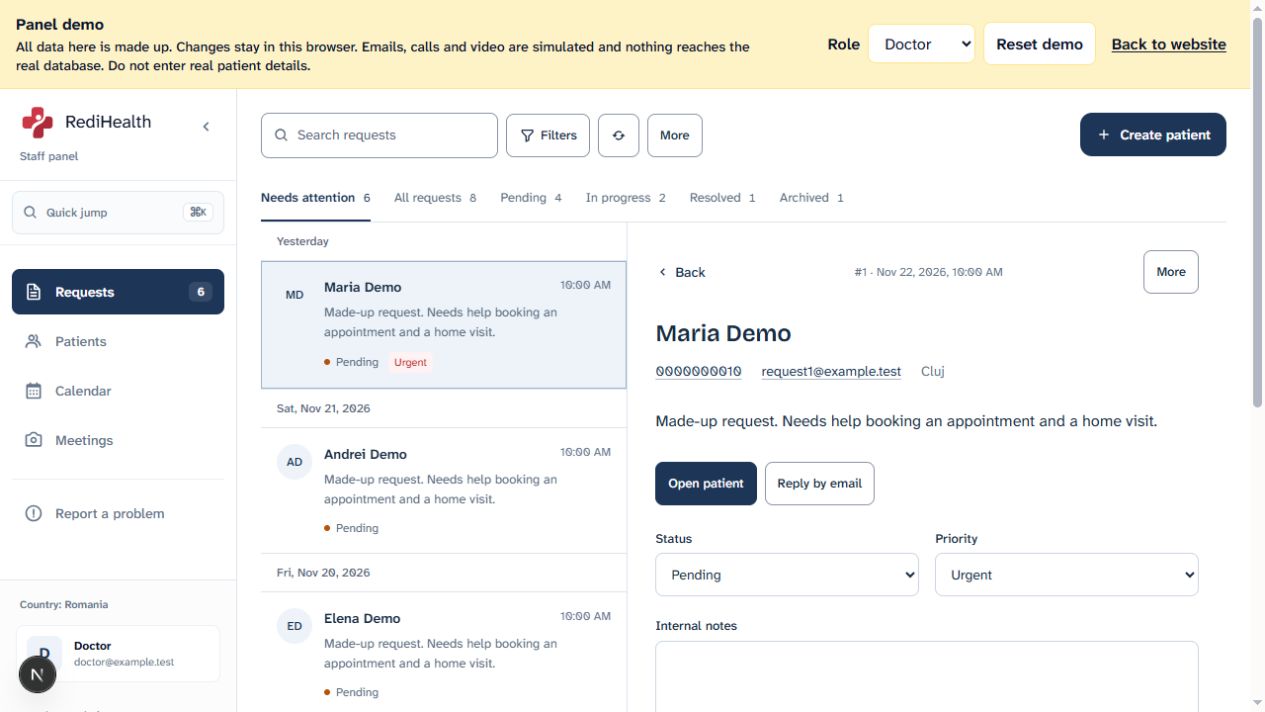 Panel demo
All data here is made up. Changes stay in this browser. Emails, calls and video are simulated and nothing reaches the
real database. Do not enter real patient details.
Role
Doctor
Reset demo
Back to website
RediHealth
Staff panel
Quick jump
⌘K
Requests
6
Patients
Calendar
Meetings
Report a problem
Country: Romania
D
Doctor
doctor@example.test
N
Search requests
Filters
More
+ Create patient
Needs attention 6
All requests 8
Pending 4
In progress 2
Resolved 1
Archived 1
Yesterday
MD
Maria Demo
10:00 AM
Made-up request. Needs help booking an
appointment and a home visit.
Pending
Urgent
Sat, Nov 21, 2026
AD
Andrei Demo
10:00 AM
Made-up request. Needs help booking an
appointment and a home visit.
Pending
Fri, Nov 20, 2026
ED
Elena Demo
10:00 AM
Made-up request. Needs help booking an
appointment and a home visit.
Pending
Back
#1 · Nov 22, 2026, 10:00 AM
More
Maria Demo
0000000010
request1@example.test
Cluj
Made-up request. Needs help booking an appointment and a home visit.
Open patient
Reply by email
Status
Priority
Pending
Urgent
Internal notes